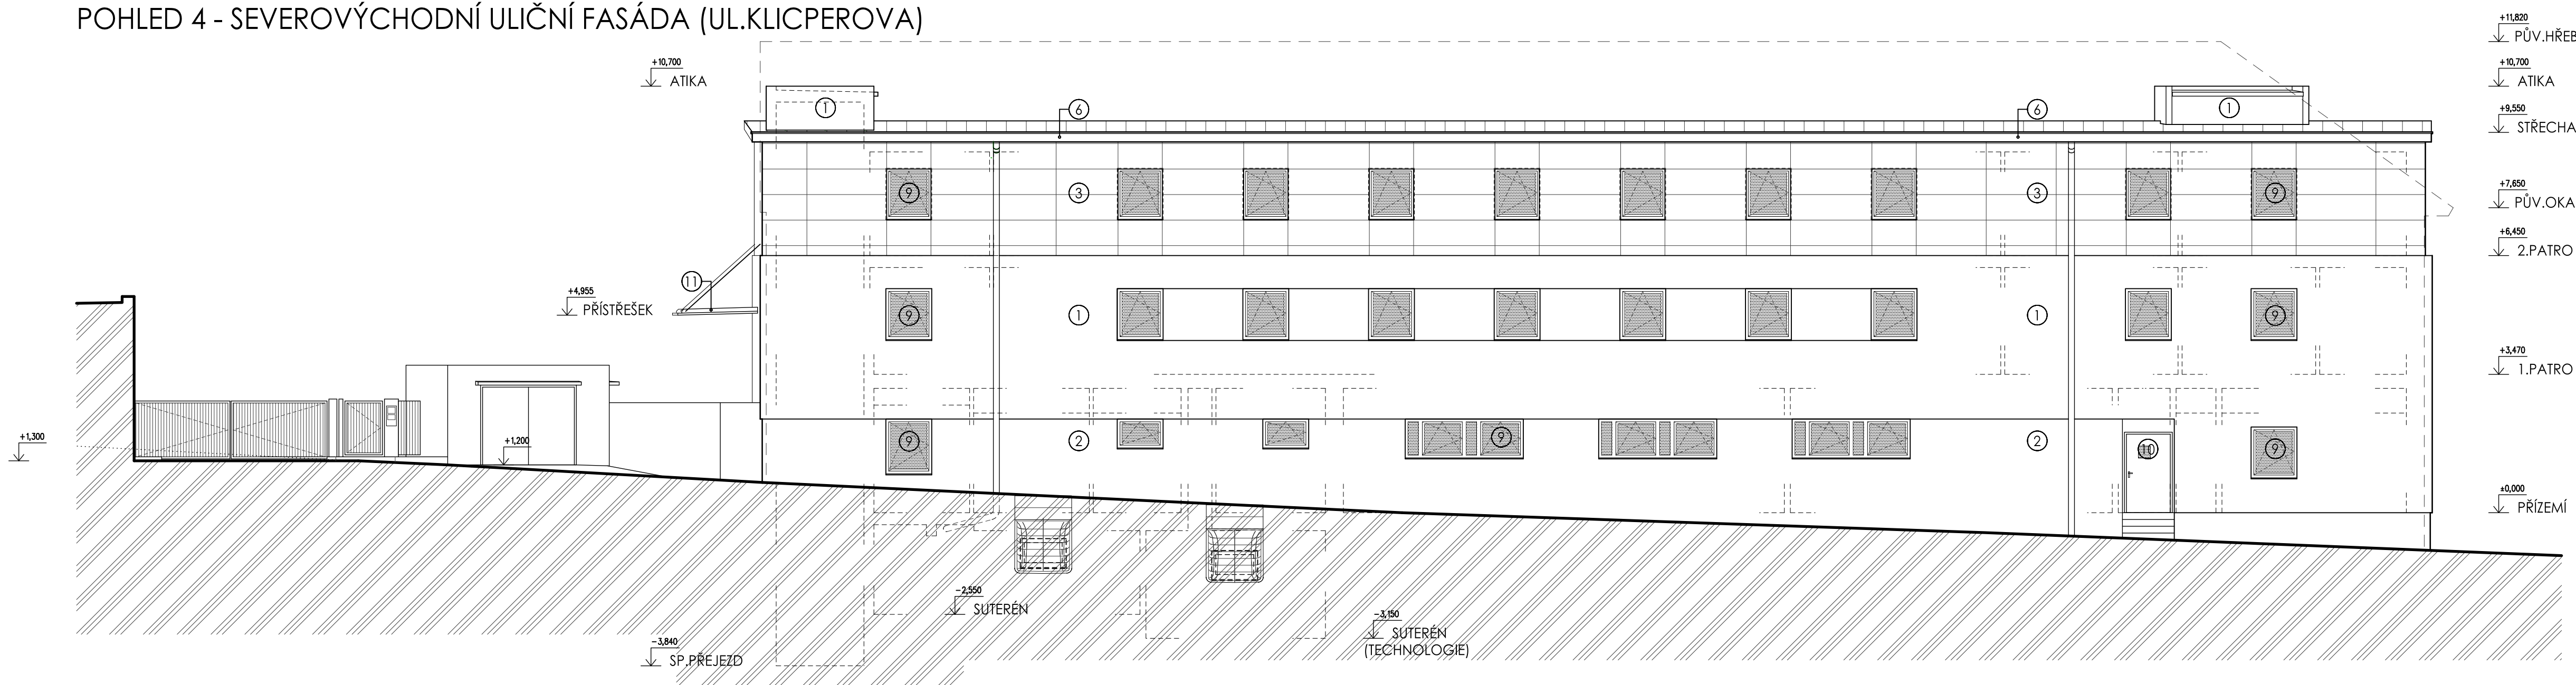 POHLED 4 - SEVEROVÝCHODNÍ ULIČNÍ FASÁDA (UL.KLICPEROVA)
+11,820
PŮV.HŘEB
+10,700
ATIKA
+10,700
ATIKA
1
1
6
6
+9,550
STŘECHA
9
3
3
9
+7,650
PŮV.OKA
+6,450
2.PATRO
11
+4,955
PŘÍSTŘEŠEK
9
1
1
9
+3,470
1.PATRO
+1,300
+1,200
9
2
9
2
10
9
+0,000
PŘÍZEMÍ
-2,550
SUTERÉN
-3,150
SUTERÉN
(TECHNOLOGIE)
-3,840
SP.PŘEJEZD